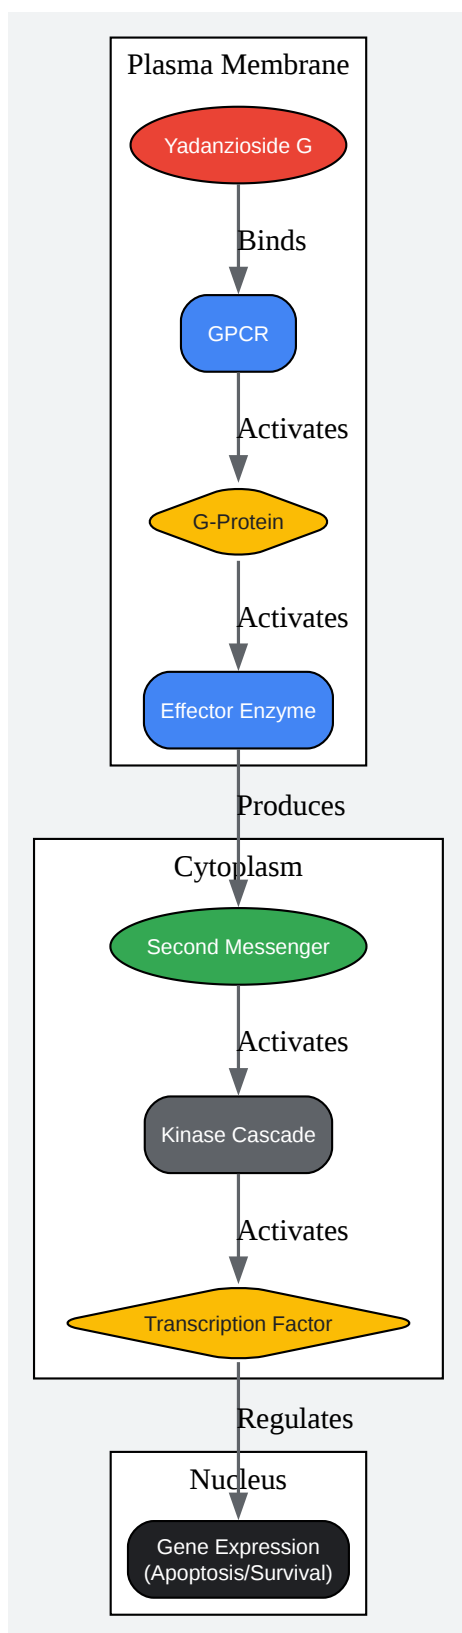 Plasma Membrane
Yadanzioside G
Binds
GPCR
Activates
G-Protein
Activates
Effector Enzyme
Produces
Cytoplasm
Second Messenger
Activates
Kinase Cascade
Activates
Transcription Factor
Regulates
Nucleus
Gene Expression
(Apoptosis/Survival)